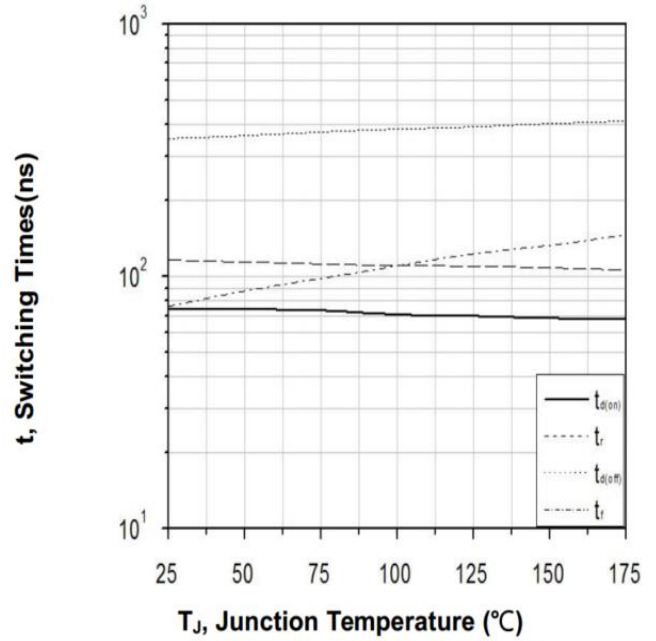 t, Switching Times(ns)
10³
10²
10¹
t_d(on)
t_r
t_d(off)
t_f
25 50 75 100 125 150 175
T_J, Junction Temperature (℃)